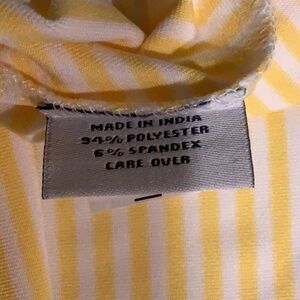 MADE IN INDIA
94% POLYESTER
6% SPANDEX
CARE OVER